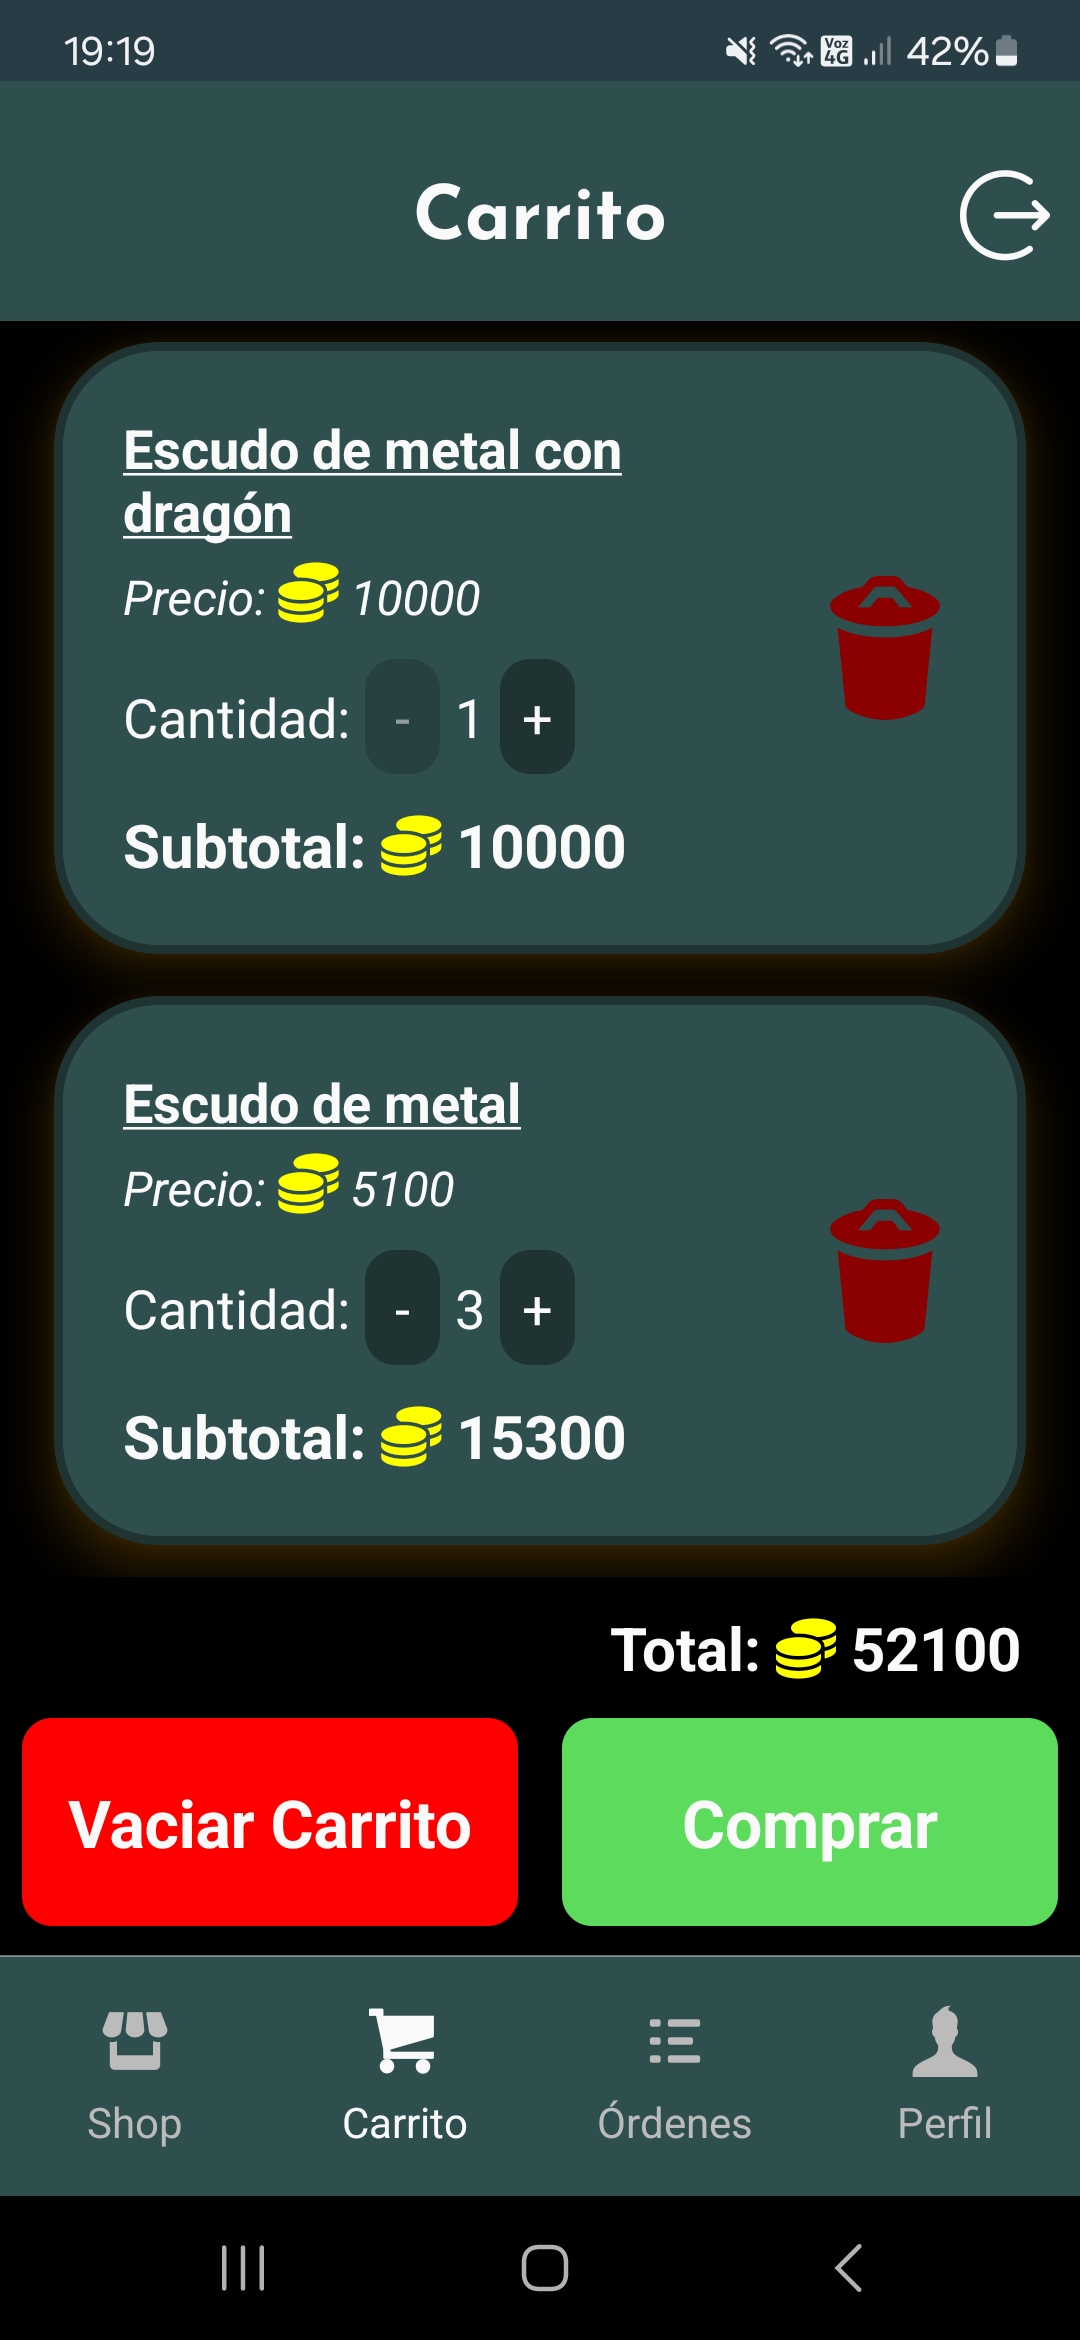 19:19
Voz 4G 42%
Carrito
Escudo de metal con
dragón
Precio: 10000
Cantidad: - 1 +
Subtotal: 10000
Escudo de metal
Precio: 5100
Cantidad: - 3 +
Subtotal: 15300
Total: 52100
Vaciar Carrito Comprar
Shop Carrito Órdenes Perfil